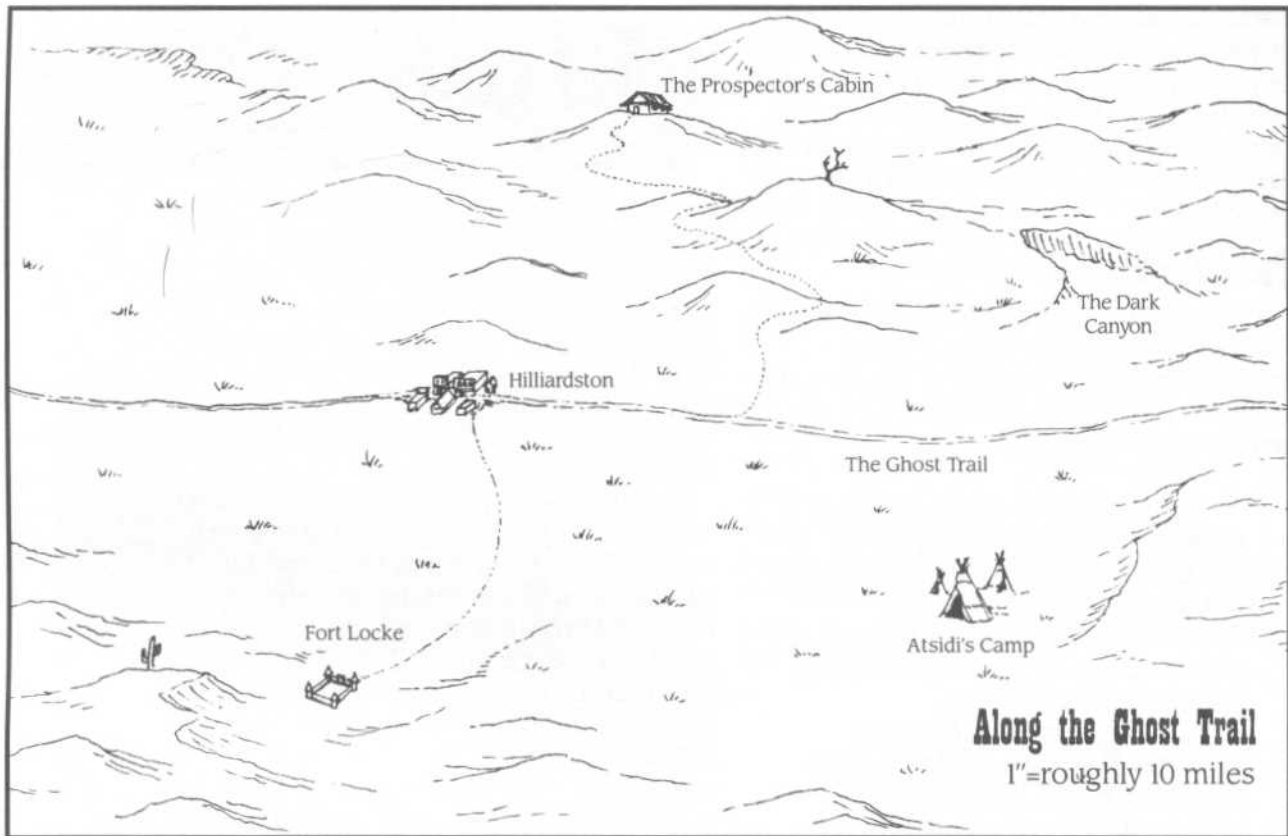 The Prospector's Cabin
The Dark
Canyon
Hilliardston
The Ghost Trail
Fort Locke
Atsidi's Camp
Along the Ghost Trail
1"=roughly 10 miles